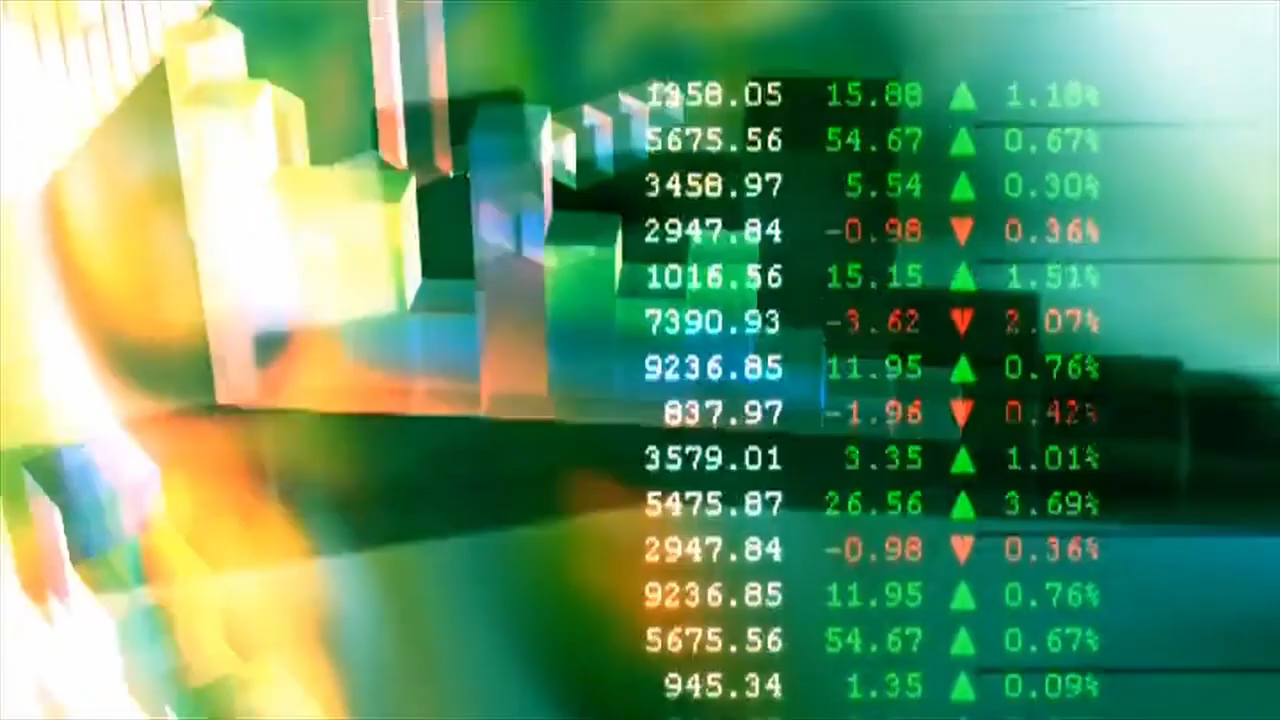 1358.05 15.88 ▲ 1.18%
5675.56 54.67 ▲ 0.67%
3458.97 5.54 ▲ 0.30%
2947.84 -0.98 ▼ 0.36%
1016.56 15.15 ▲ 1.51%
7390.93 -3.62 ▼ 2.07%
9236.85 11.95 ▲ 0.76%
837.97 -1.96 ▼ 0.42%
3579.01 3.35 ▲ 1.01%
5475.87 26.56 ▲ 3.69%
2947.84 -0.98 ▼ 0.36%
9236.85 11.95 ▲ 0.76%
5675.56 54.67 ▲ 0.67%
945.34 1.35 ▲ 0.09%